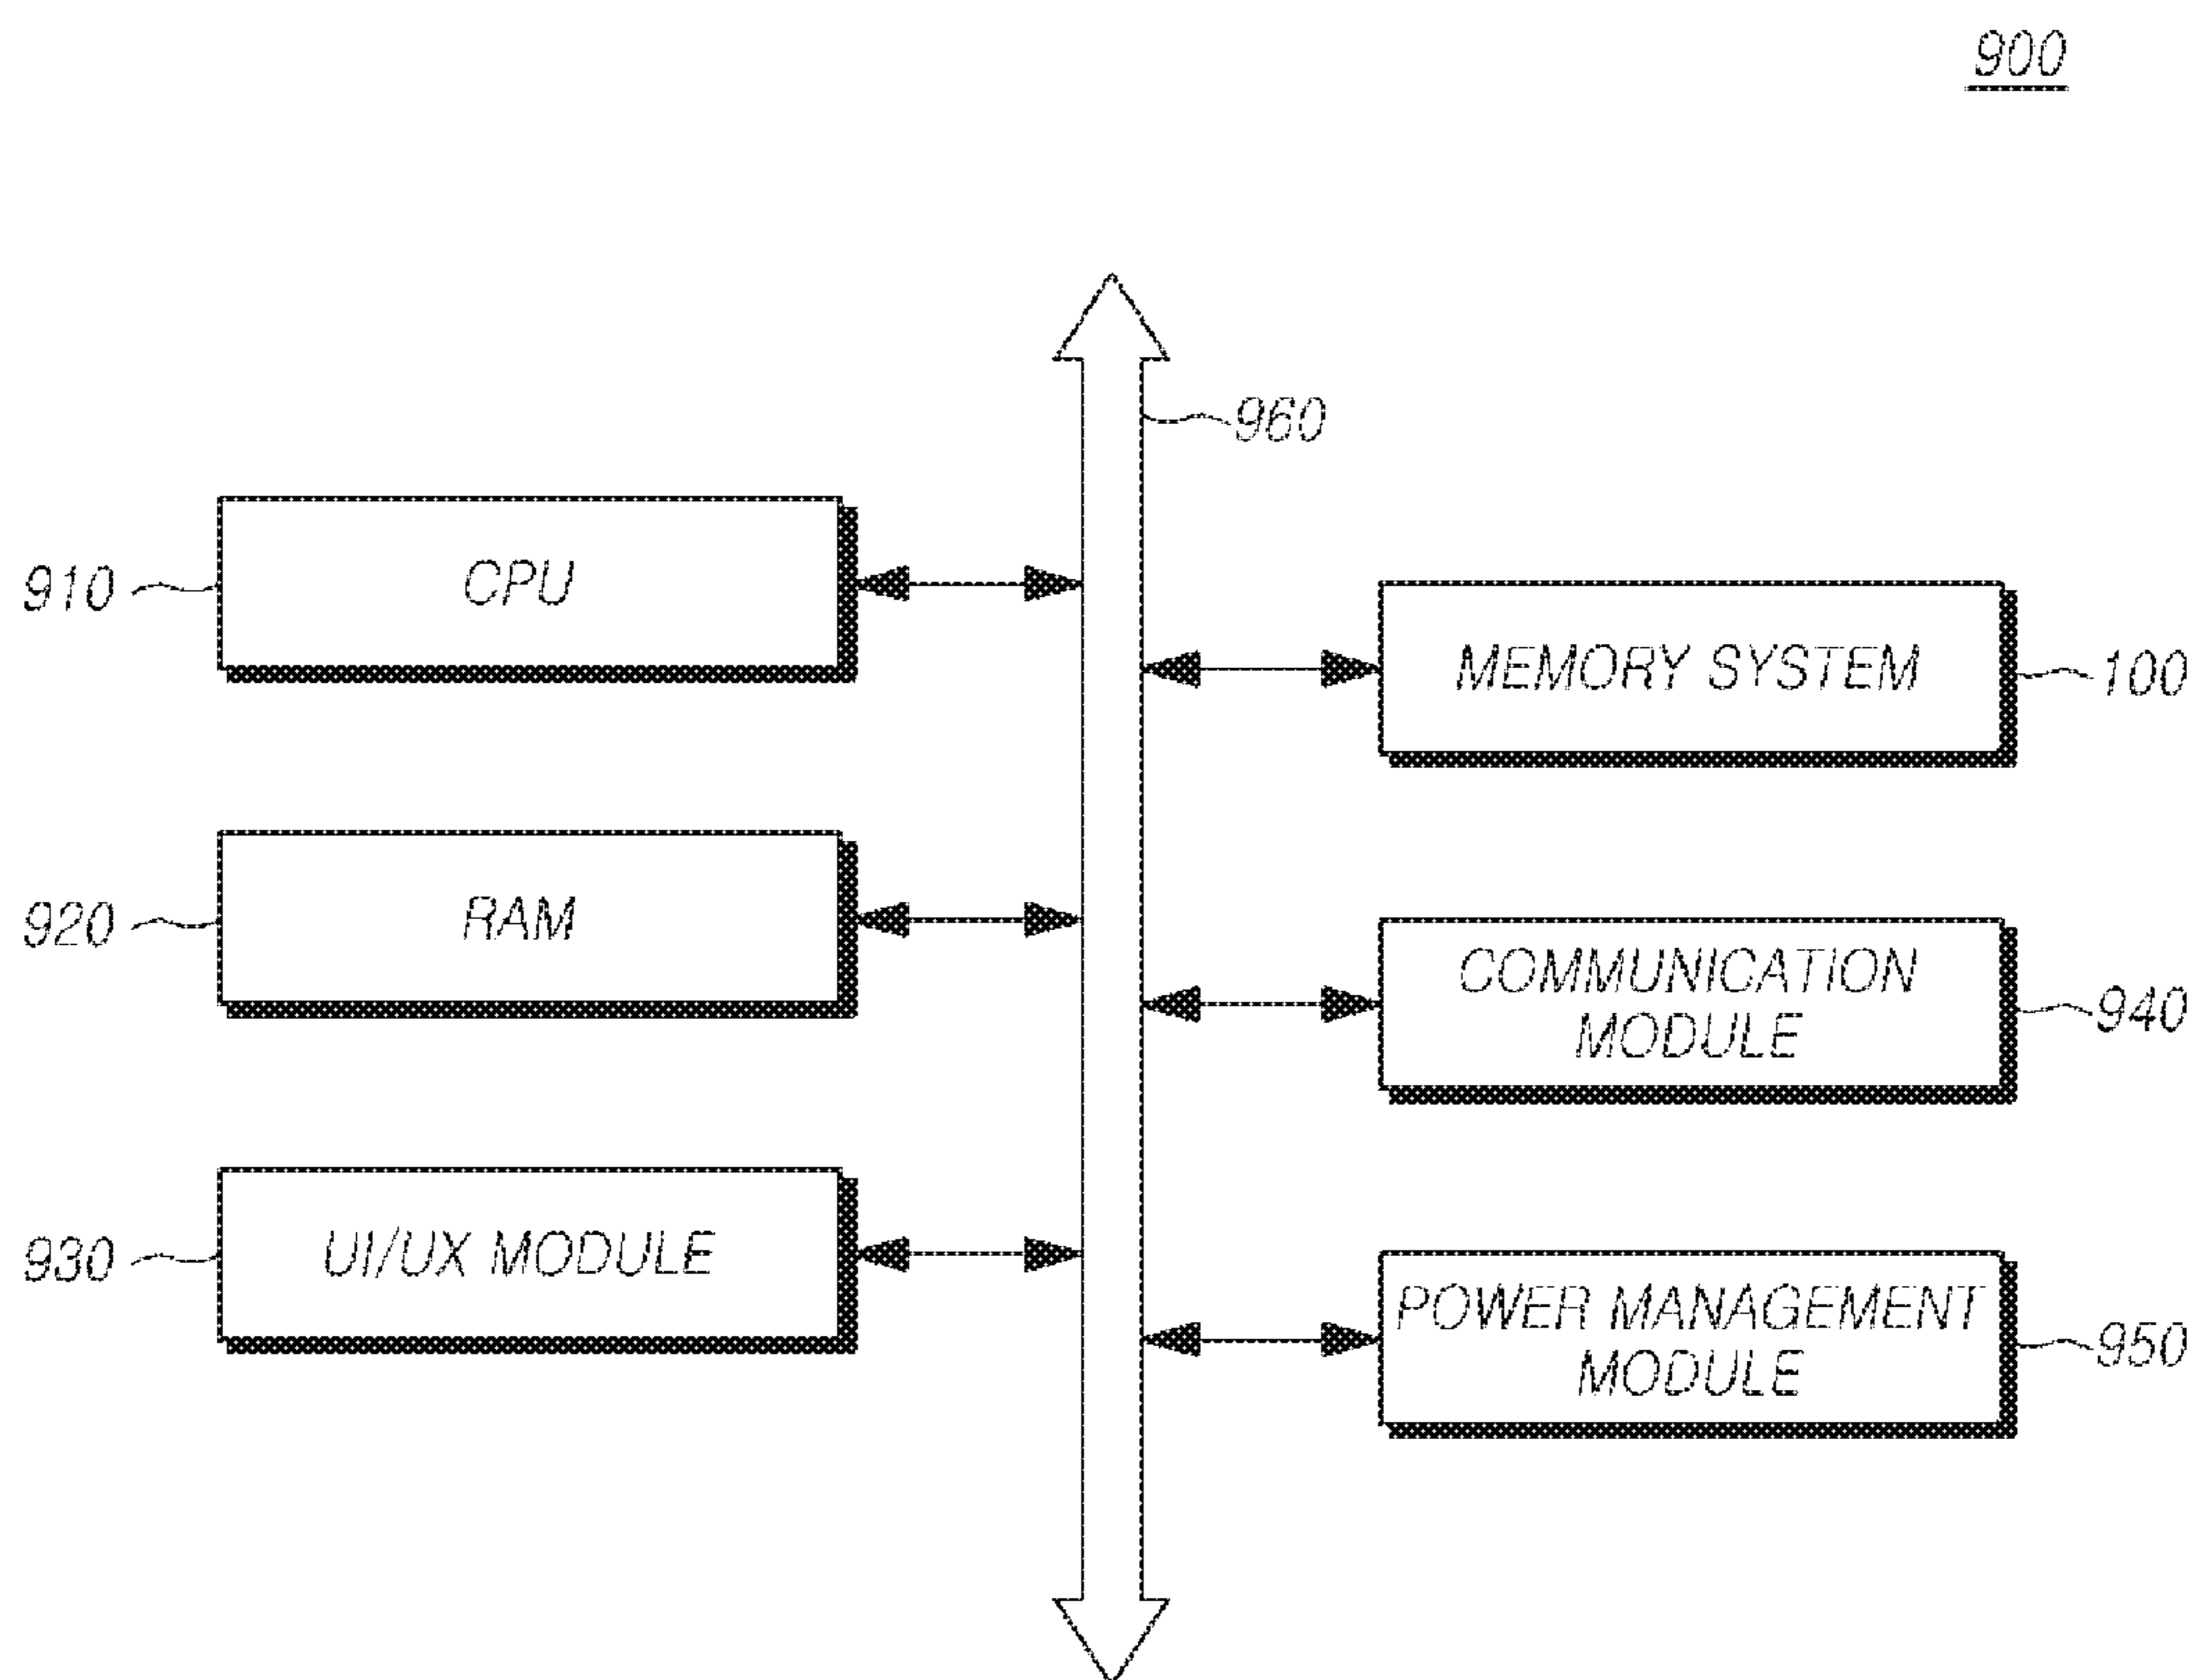 900
960
910
CPU
MEMORY SYSTEM
100
920
RAM
COMMUNICATION
MODULE
940
930
UI/UX MODULE
POWER MANAGEMENT
MODULE
950